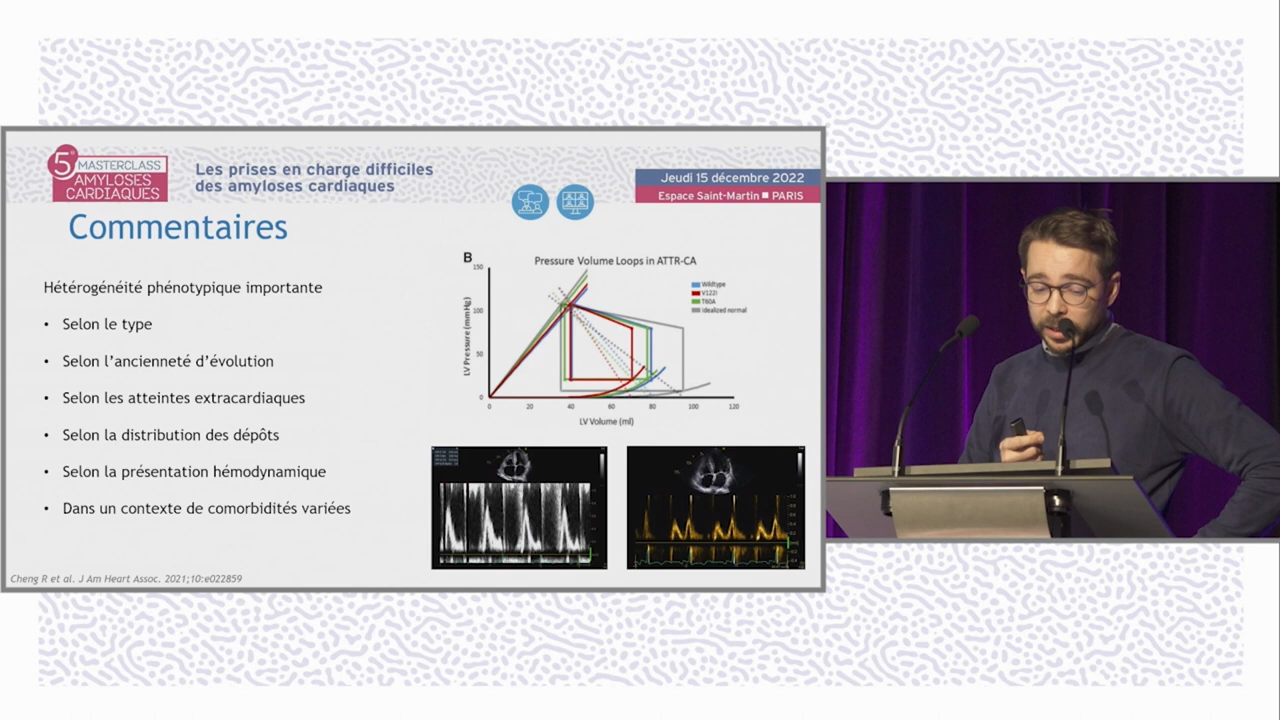 5e MASTERCLASS
AMYLOSES
CARDIAQUES
Les prises en charge difficiles
des amyloses cardiaques
Jeudi 15 décembre 2022
Espace Saint-Martin ■ PARIS
Commentaires
Hétérogénéité phénotypique importante
• Selon le type
• Selon l'ancienneté d'évolution
• Selon les atteintes extracardiaques
• Selon la distribution des dépôts
• Selon la présentation hémodynamique
• Dans un contexte de comorbidités variées
B
Pressure Volume Loops in ATTR-CA
Wildtype
V122I
T60A
Idealized normal
LV Pressure (mmHg)
150
100
50
0
0 20 40 60 80 100 120
LV Volume (ml)
Cheng R et al. J Am Heart Assoc. 2021;10:e022859